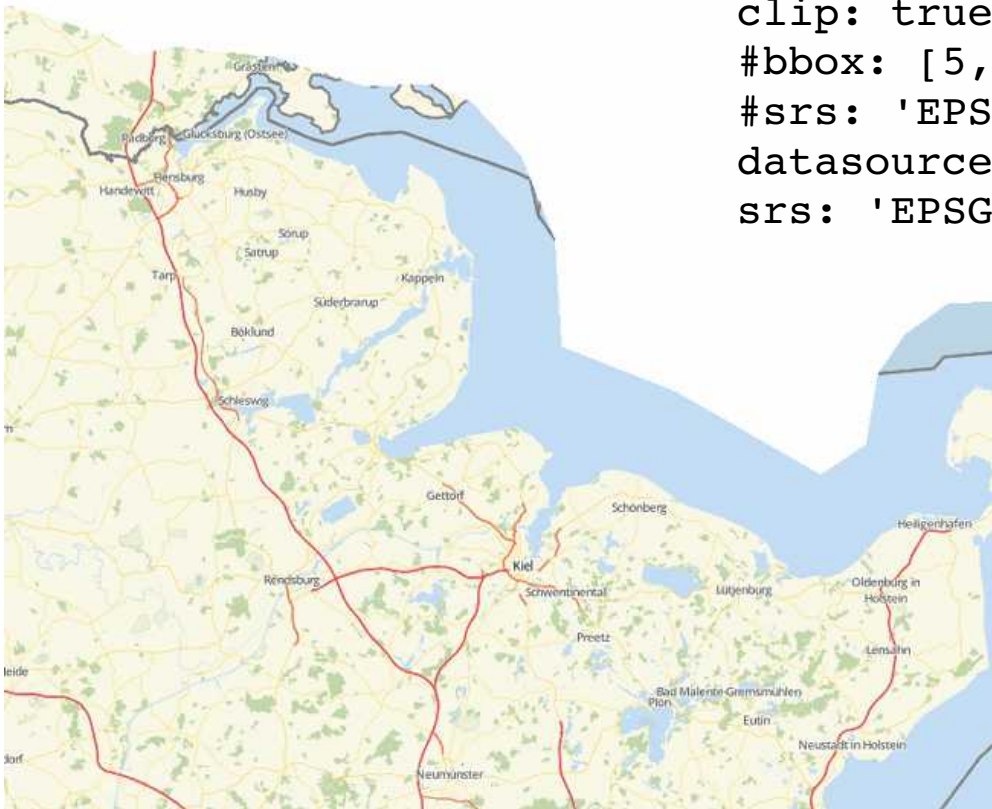 clip: true
#bbox: [5,
#srs: 'EPS
datasource
srs: 'EPSG
Gråsten
Padborg
Glücksburg (Ostsee)
Flensburg
Handewitt
Husby
Sörup
Satrup
Tarp
Kappeln
Süderbrarup
Böklund
Schleswig
Gettorf
Schönberg
Heiligenhafen
Kiel
Rendsburg
Schwentinental
Lütjenburg
Oldenburg in
Holstein
Preetz
Lensahn
leide
Bad Malente-Gremsmühlen
Plön
Eutin
Neustadt in Holstein
dorf
Neumünster